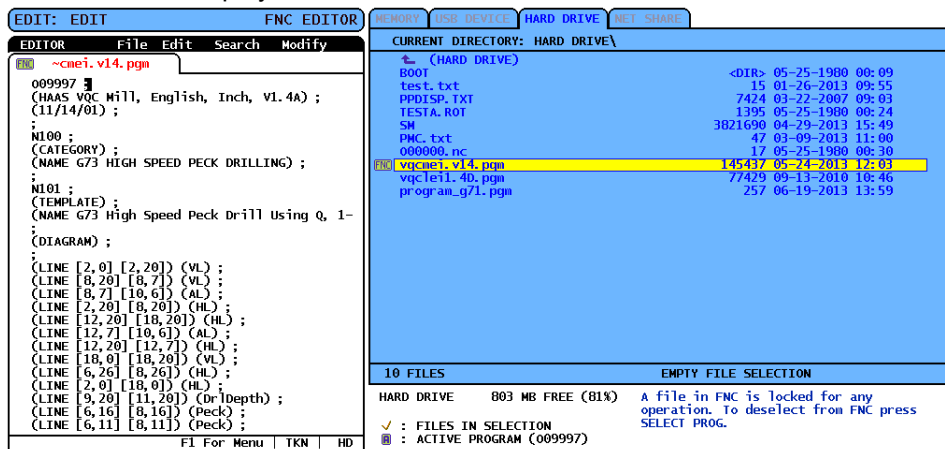 EDIT: EDIT FNC EDITOR
EDITOR File Edit Search Modify
FNC ~cmei.v14.pgm
O09997 ;
(HAAS VQC Mill, English, Inch, V1.4A) ;
(11/14/01) ;
;
N100 ;
(CATEGORY) ;
(NAME G73 HIGH SPEED PECK DRILLING) ;
;
N101 ;
(TEMPLATE) ;
(NAME G73 High Speed Peck Drill Using Q, 1-
;
(DIAGRAM) ;
;
(LINE [2,0] [2,20]) (VL) ;
(LINE [8,20] [8,7]) (VL) ;
(LINE [8,7] [10,6]) (AL) ;
(LINE [2,20] [8,20]) (HL) ;
(LINE [12,20] [18,20]) (HL) ;
(LINE [12,7] [10,6]) (AL) ;
(LINE [12,20] [12,7]) (HL) ;
(LINE [18,0] [18,20]) (VL) ;
(LINE [6,26] [8,26]) (HL) ;
(LINE [2,0] [18,0]) (HL) ;
(LINE [9,20] [11,20]) (DrlDepth) ;
(LINE [6,16] [8,16]) (Peck) ;
(LINE [6,11] [8,11]) (Peck) ;
F1 For Menu TKN HD
MEMORY USB DEVICE HARD DRIVE NET SHARE
CURRENT DIRECTORY: HARD DRIVE\
(HARD DRIVE)
BOOT <DIR> 05-25-1980 00:09
test.txt 15 01-26-2013 09:55
PPDISP.TXT 7424 03-22-2007 09:03
TESTA.ROT 1395 05-25-1980 00:24
SM 3821690 04-29-2013 15:49
PMC.txt 47 03-09-2013 11:00
O00000.nc 17 05-25-1980 00:30
FNC vqcmei.v14.pgm 145437 05-24-2013 12:03
vqclei1.4D.pgm 77429 09-13-2010 10:46
program_g71.pgm 257 06-19-2013 13:59
10 FILES EMPTY FILE SELECTION
HARD DRIVE 803 MB FREE (81%)
✓ : FILES IN SELECTION
A : ACTIVE PROGRAM (O09997)
A file in FNC is locked for any
operation. To deselect from FNC press
SELECT PROG.